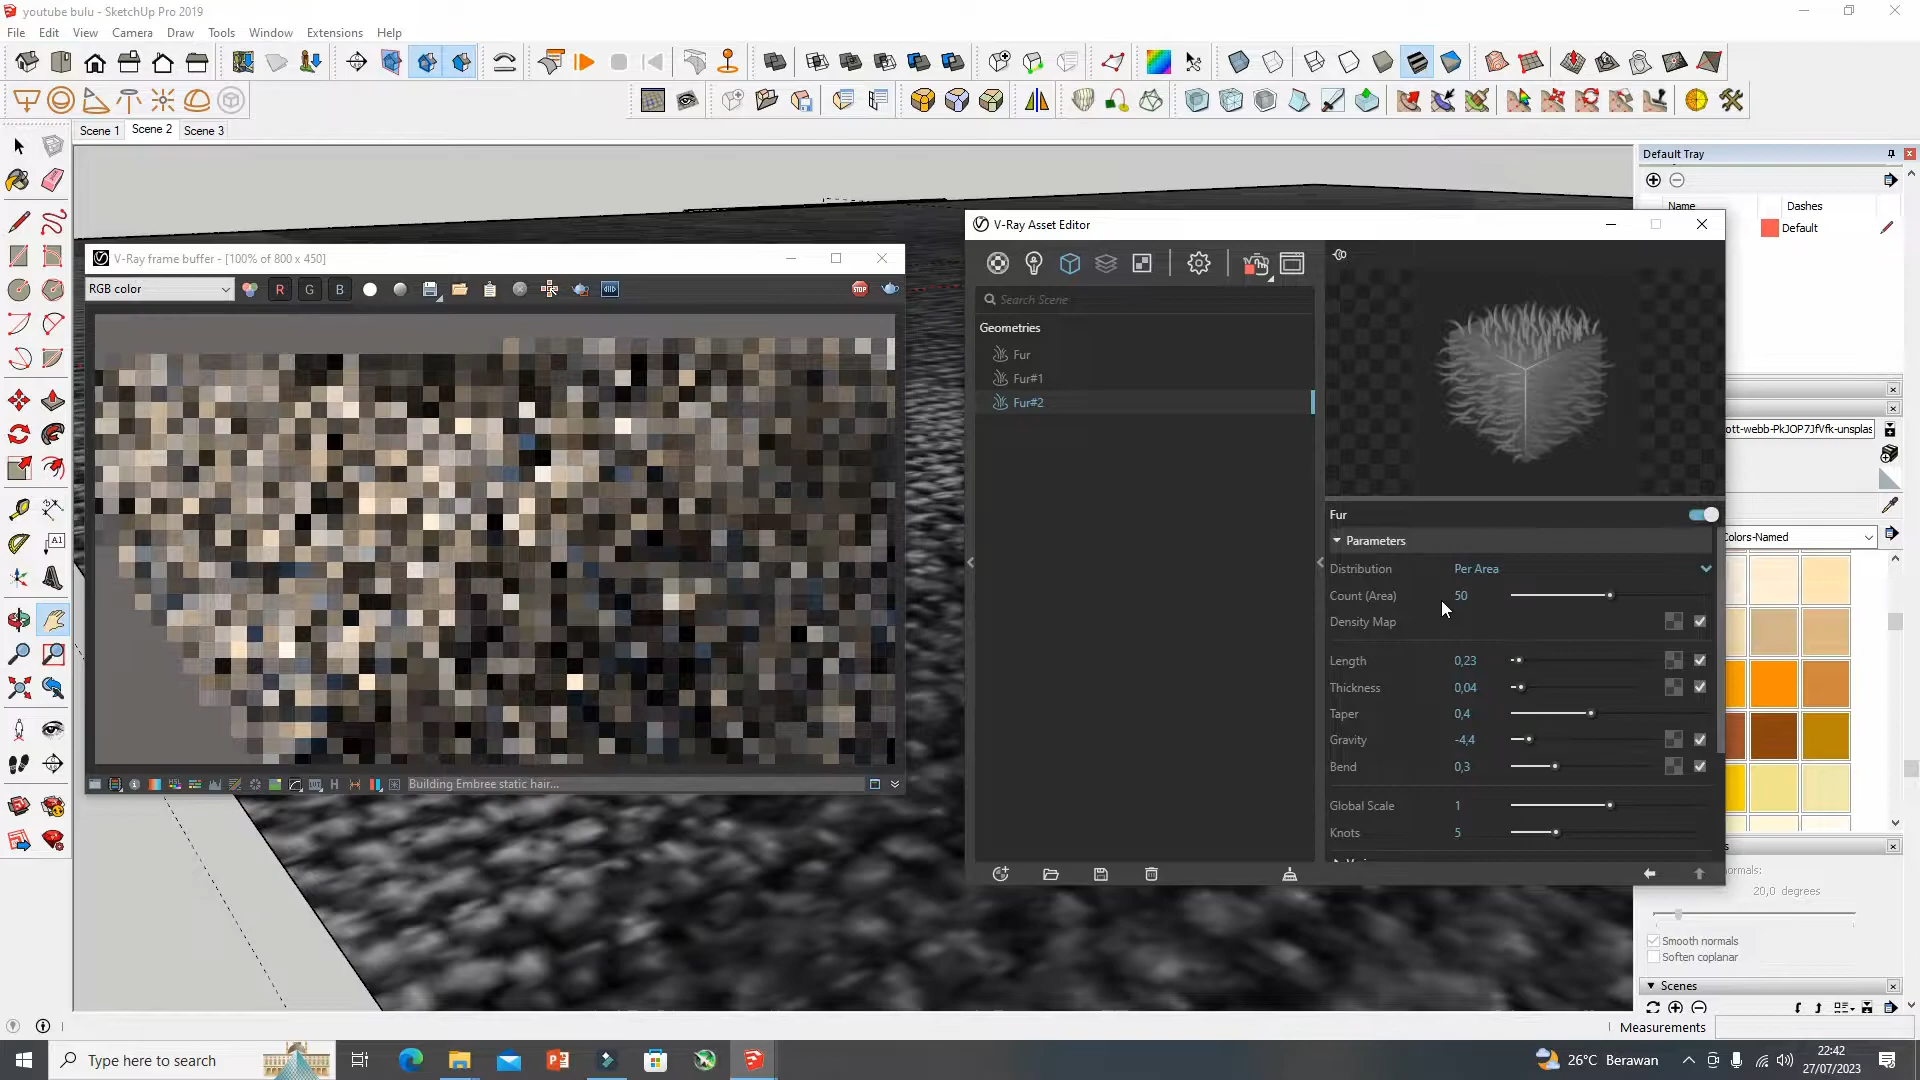 youtube bulu - SketchUp Pro 2019
File Edit View Camera Draw Tools Window Extensions Help
Scene 1 Scene 2 Scene 3
Default Tray
Name Dashes
Default
V-Ray frame buffer - [100% of 800 x 450]
RGB color
R G B
Building Embree static hair...
V-Ray Asset Editor
Search Scene
Geometries
Fur
Fur#1
Fur#2
Fur
Parameters
Distribution Per Area
Count (Area) 50
Density Map
Length 0,23
Thickness 0,04
Taper 0,4
Gravity -4,4
Bend 0,3
Global Scale 1
Knots 5
ott-webb-PkJOP7JfVfk-unsplas
Colors-Named
normals:
20,0 degrees
Smooth normals
Soften coplanar
Scenes
Measurements
Type here to search
26°C Berawan
22:42
27/07/2023